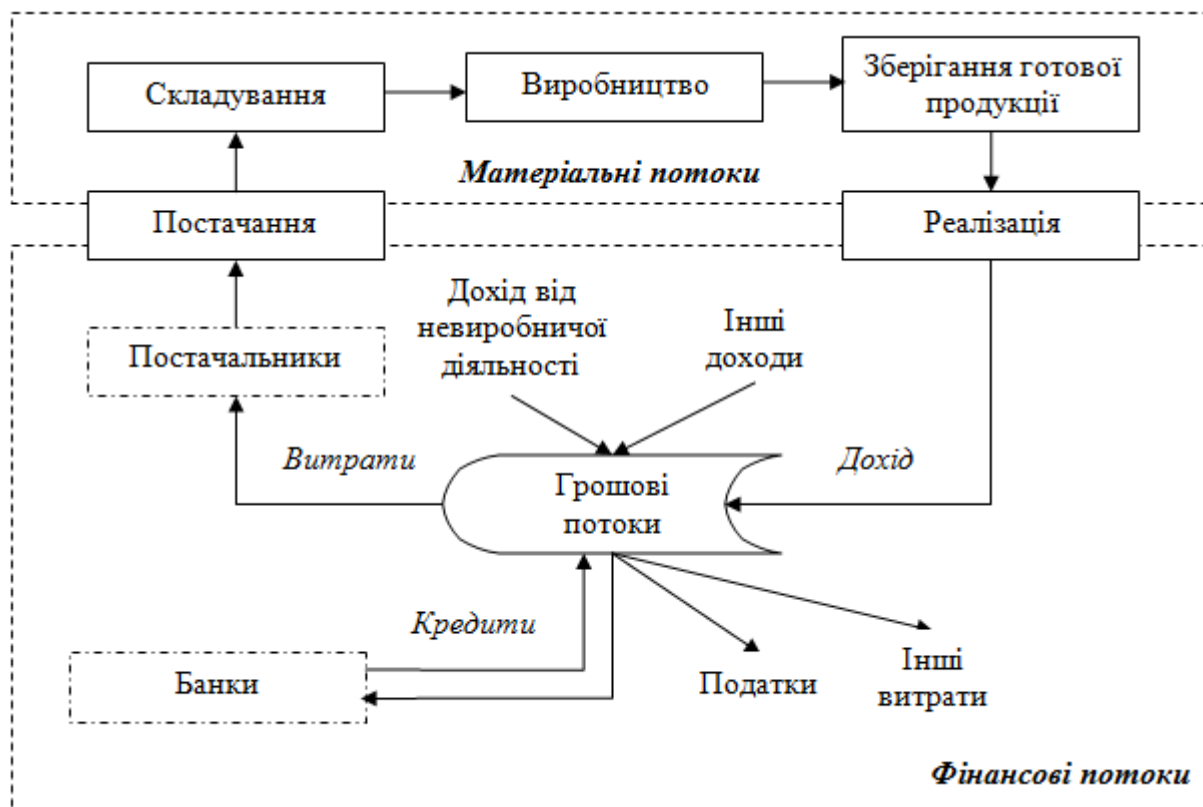 Складування
Виробництво
Зберігання готової
продукції
Матеріальні потоки
Постачання
Реалізація
Дохід від
невиробничої
діяльності
Інші
доходи
Постачальники
Витрати
Грошові
потоки
Дохід
Кредити
Банки
Податки
Інші
витрати
Фінансові потоки